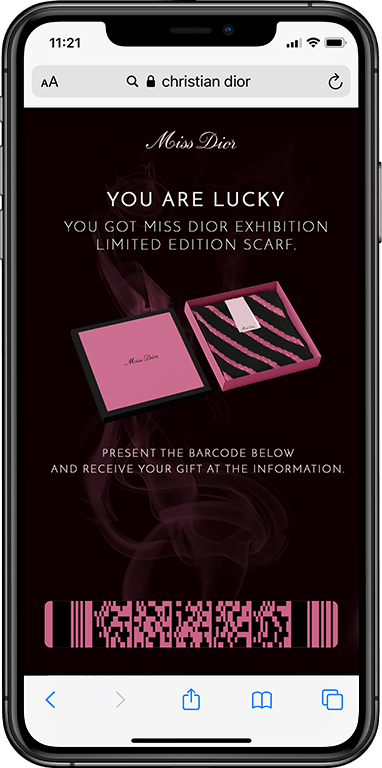 11:21
AA christian dior
Miss Dior
YOU ARE LUCKY
YOU GOT MISS DIOR EXHIBITION
LIMITED EDITION SCARF.
Miss Dior
PRESENT THE BARCODE BELOW
AND RECEIVE YOUR GIFT AT THE INFORMATION.